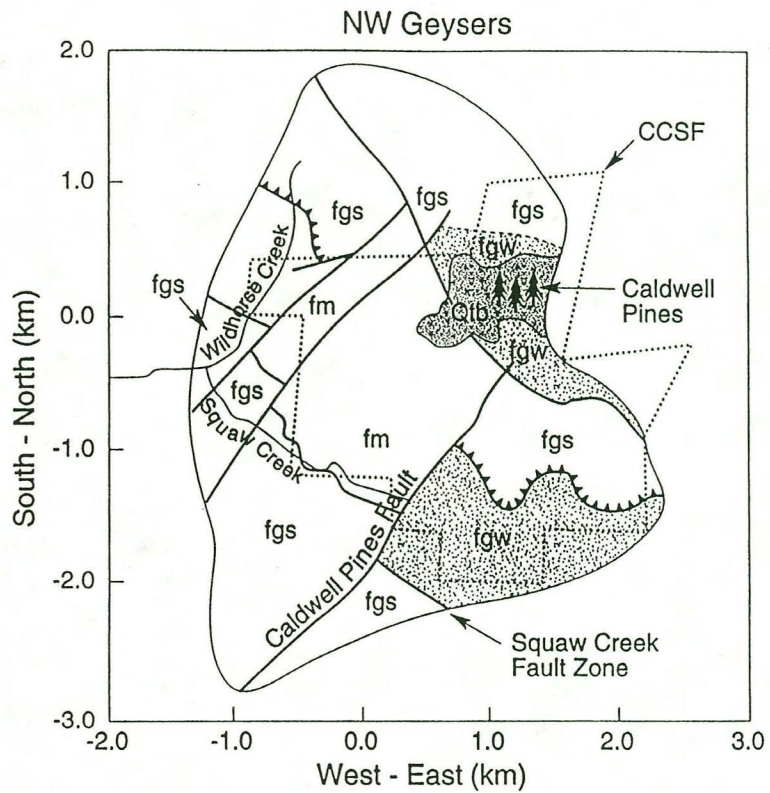 NW Geysers
2.0
CCSF
1.0
fgs
fgs
fgs
fgw
fgs
Wildhorse Creek
fm
Caldwell
Pines
Qtb
0.0
fgw
South - North (km)
fgs
Squaw Creek
fm
fgs
-1.0
fgs
fgw
Caldwell Pines Fault
-2.0
fgs
Squaw Creek
Fault Zone
-3.0
-2.0
-1.0
0.0
1.0
2.0
3.0
West - East (km)